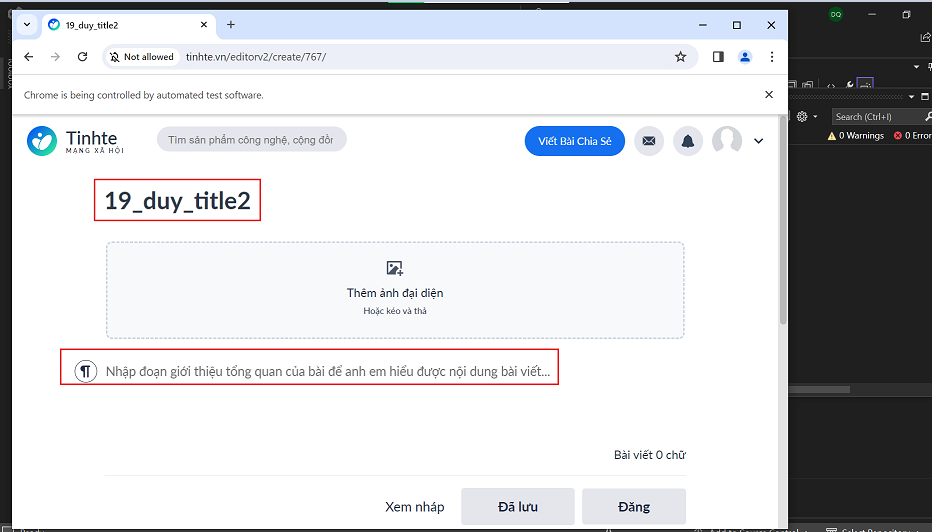 19_duy_title2
DQ
Not allowed
tinhte.vn/editorv2/create/767/
Chrome is being controlled by automated test software.
Search (Ctrl+I)
0 Warnings
Tinhte
MẠNG XÃ HỘI
Tìm sản phẩm công nghệ, cộng đồn
Viết Bài Chia Sẻ
19_duy_title2
Thêm ảnh đại diện
Hoặc kéo và thả
Nhập đoạn giới thiệu tổng quan của bài để anh em hiểu được nội dung bài viết...
Bài viết 0 chữ
Xem nháp
Đã lưu
Đăng